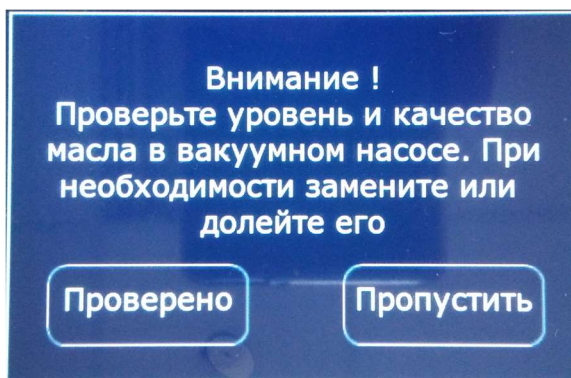 Внимание !
Проверьте уровень и качество
масла в вакуумном насосе. При
необходимости замените или
долейте его
Проверено
Пропустить